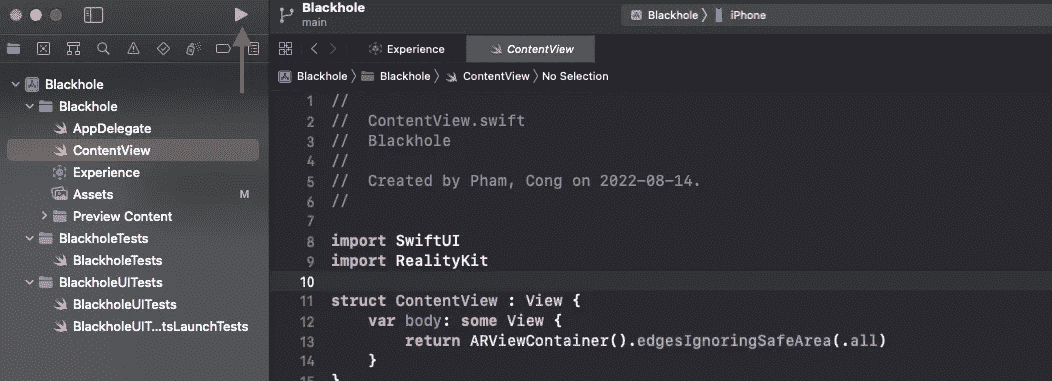 Blackhole
main
Blackhole
iPhone
Experience
ContentView
Blackhole
Blackhole
ContentView
No Selection
Blackhole
Blackhole
AppDelegate
ContentView
Experience
Assets
M
Preview Content
BlackholeTests
BlackholeTests
BlackholeUITests
BlackholeUITests
BlackholeUIT...tsLaunchTests
1 //
2 //  ContentView.swift
3 //  Blackhole
4 //
5 //  Created by Pham, Cong on 2022-08-14.
6 //
7
8 import SwiftUI
9 import RealityKit
10
11 struct ContentView : View {
12     var body: some View {
13         return ARViewContainer().edgesIgnoringSafeArea(.all)
14     }
15 }